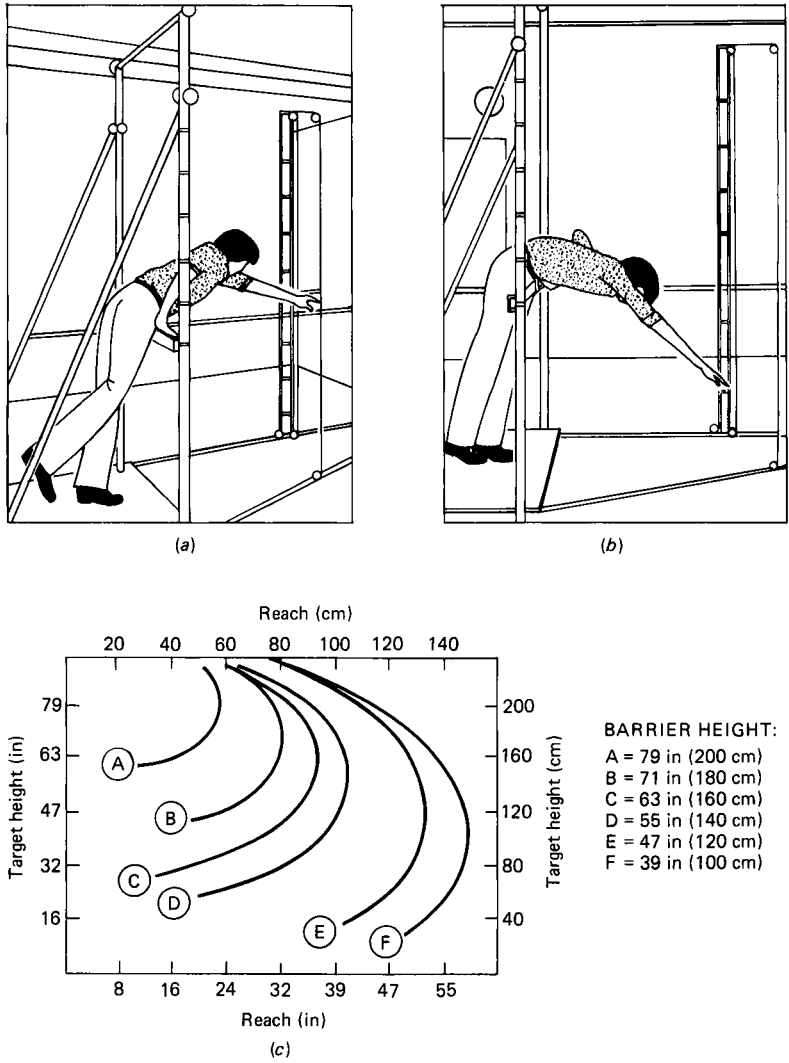 (a)
(b)
Reach (cm)
20 40 60 80 100 120 140
Target height (in)
79
63
47
32
16
200
160
120
80
40
Target height (cm)
A
B
C
D
E
F
8 16 24 32 39 47 55
Reach (in)
(c)
BARRIER HEIGHT:
A = 79 in (200 cm)
B = 71 in (180 cm)
C = 63 in (160 cm)
D = 55 in (140 cm)
E = 47 in (120 cm)
F = 39 in (100 cm)